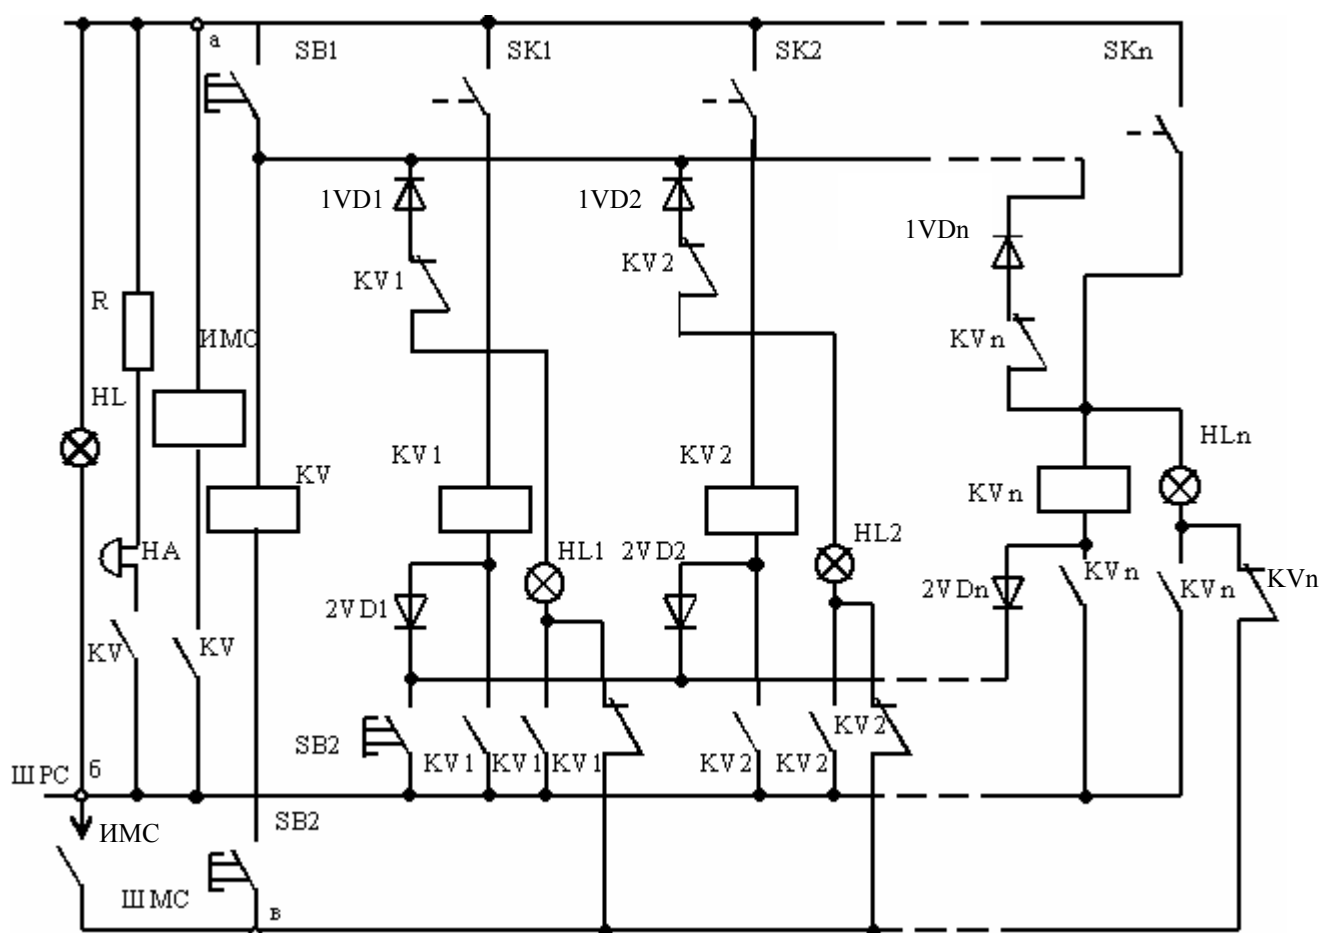 а
SB1
SK1
SK2
SKn
1VD1
1VD2
1VDn
KV1
KV2
R
ИМС
KVn
HL
KV
KV1
KV2
KVn
HLn
HA
HL1
2VD2
HL2
2VD1
2VDn
KVn
KVn
KVn
KV
KV
SB2
KV1
KV1
KV1
KV2
KV2
KV2
ШРС
б
ИМС
SB2
ШМС
в